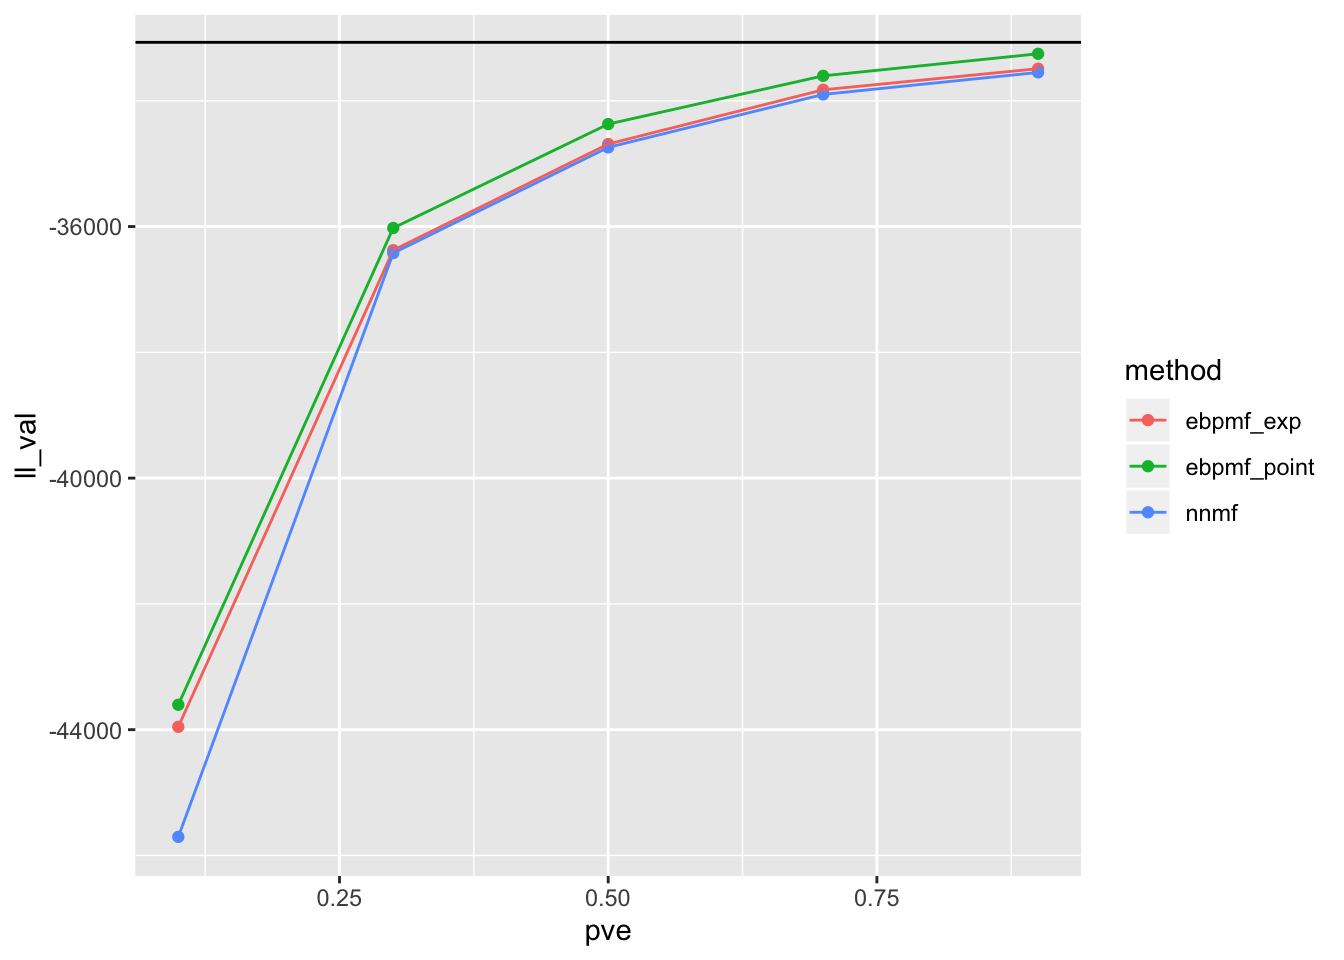 ll_val
-36000
-40000
-44000
0.25
0.50
0.75
pve
method
ebpmf_exp
ebpmf_point
nnmf